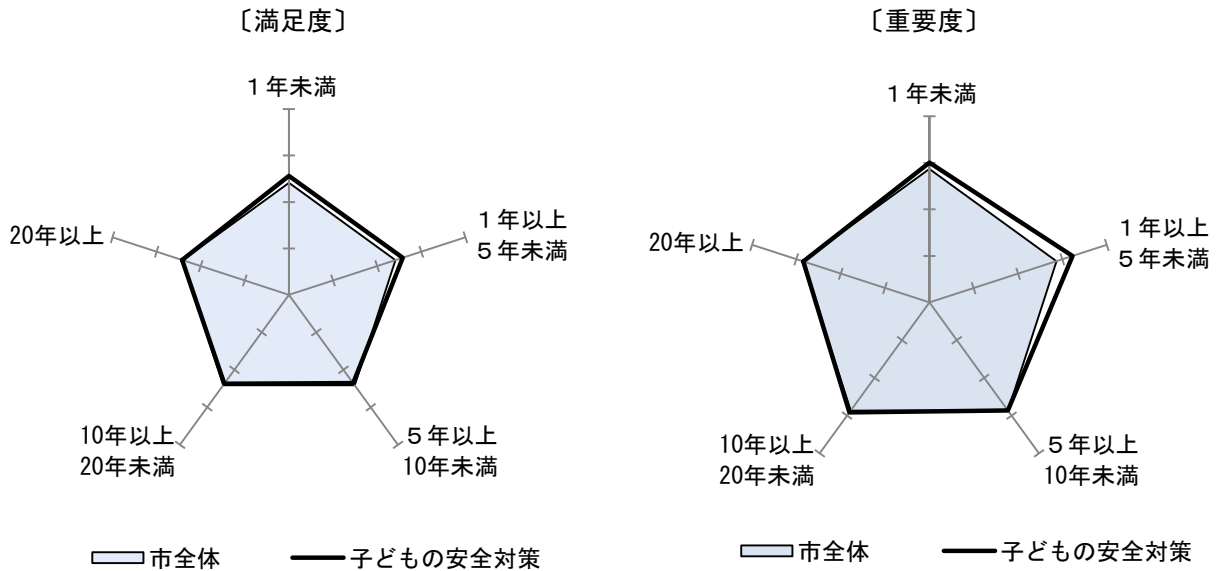 〔満足度〕
１年未満
１年以上
５年未満
５年以上
10年未満
10年以上
20年未満
20年以上
市全体
子どもの安全対策
〔重要度〕
１年未満
１年以上
５年未満
５年以上
10年未満
10年以上
20年未満
20年以上
市全体
子どもの安全対策